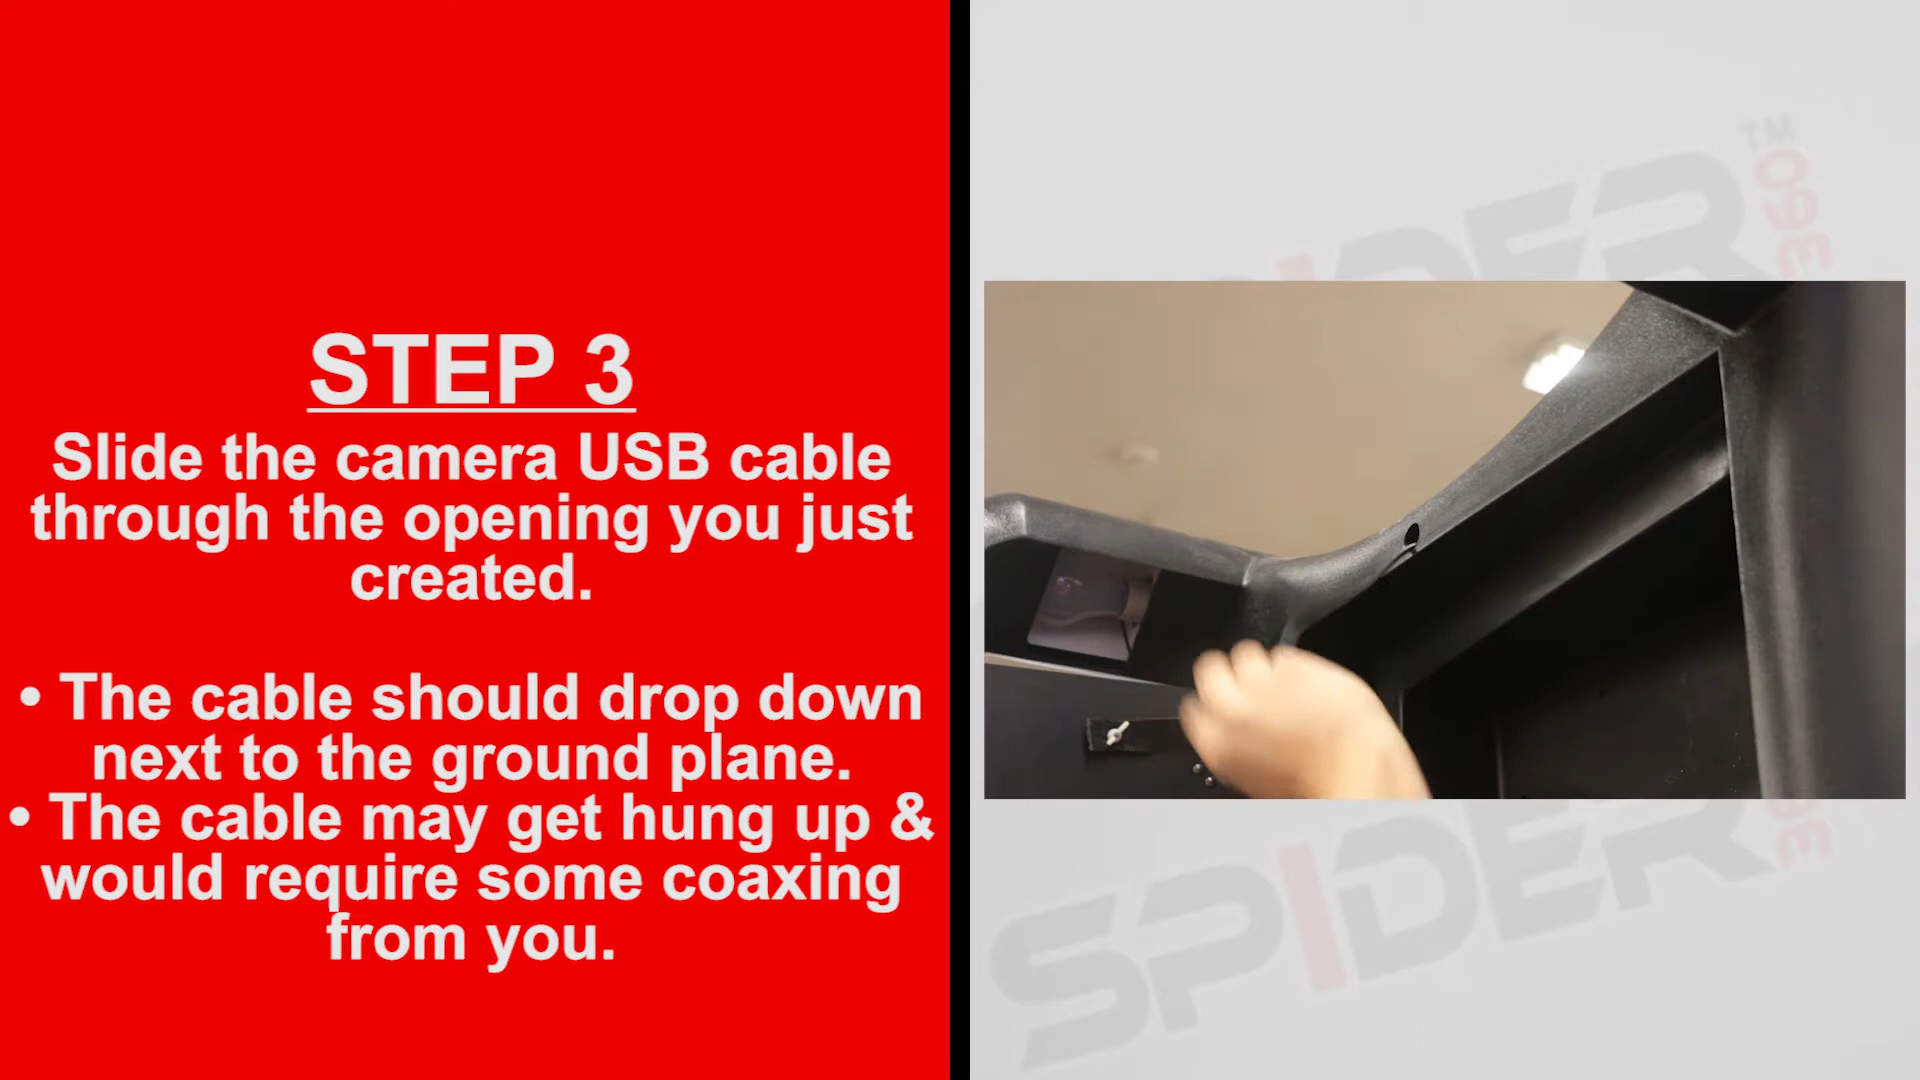 STEP 3
Slide the camera USB cable
through the opening you just
created.
• The cable should drop down
next to the ground plane.
• The cable may get hung up &
would require some coaxing
from you.
SPIDER
360
TM
SPIDER